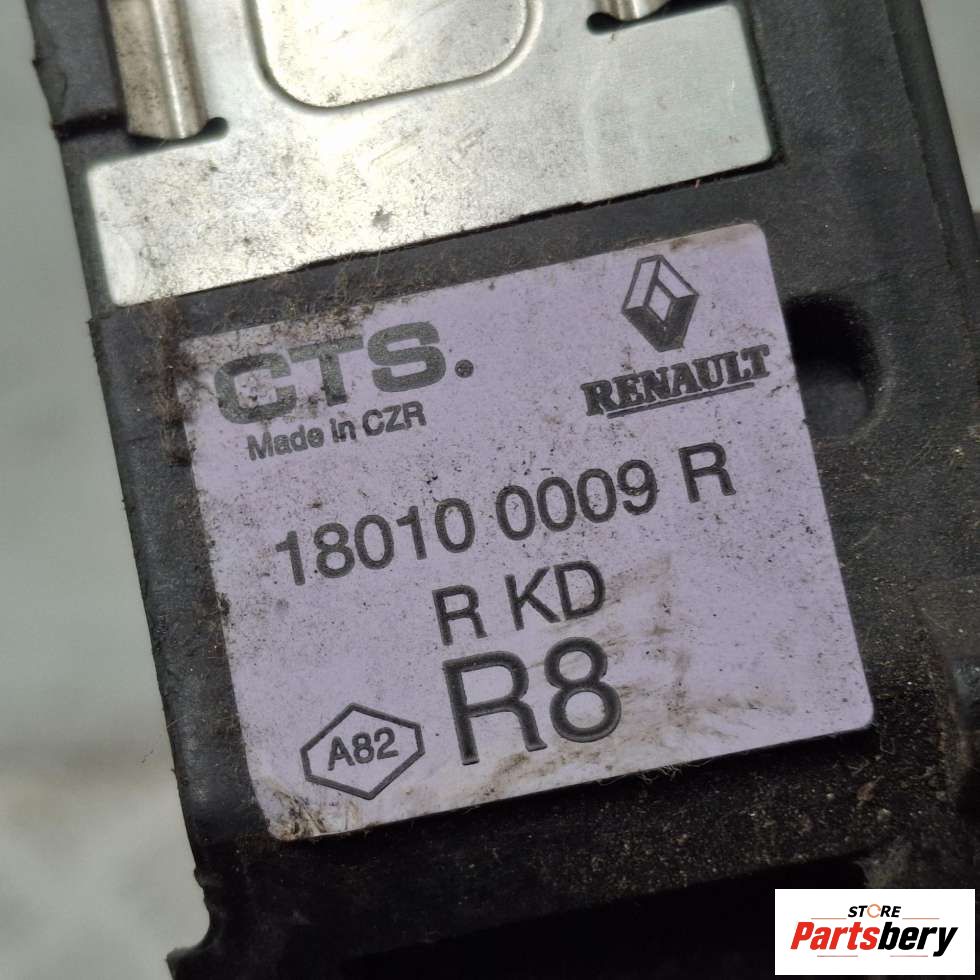 CTS.®
Made in CZR
RENAULT
18010 0009 R
R KD
R8
A82
STORE
Partsbery